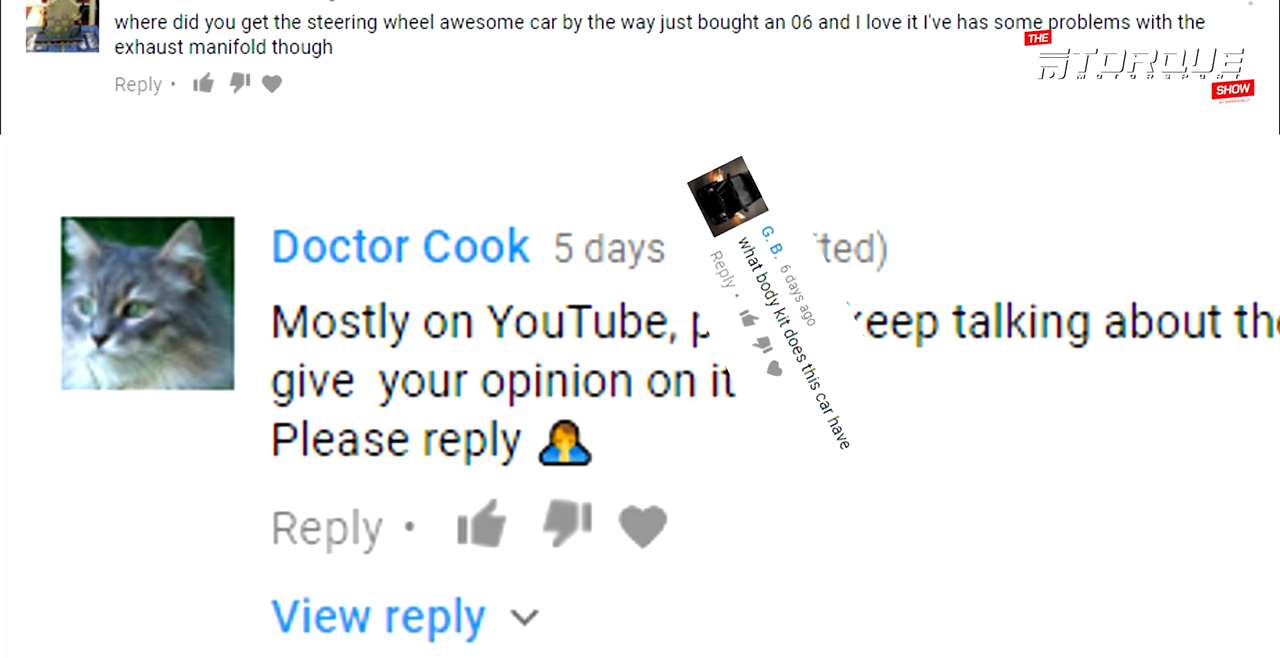 where did you get the steering wheel awesome car by the way just bought an 06 and I love it I've has some problems with the
exhaust manifold though
Reply •
THE
TORQUE
MOTORSPORT
SHOW
Doctor Cook 5 days
Mostly on YouTube, talking about
give your opinion on it
Please reply 🤦‍♂️
Reply •
View reply
G. B. 6 days ago
what body kit does this car have
Reply •